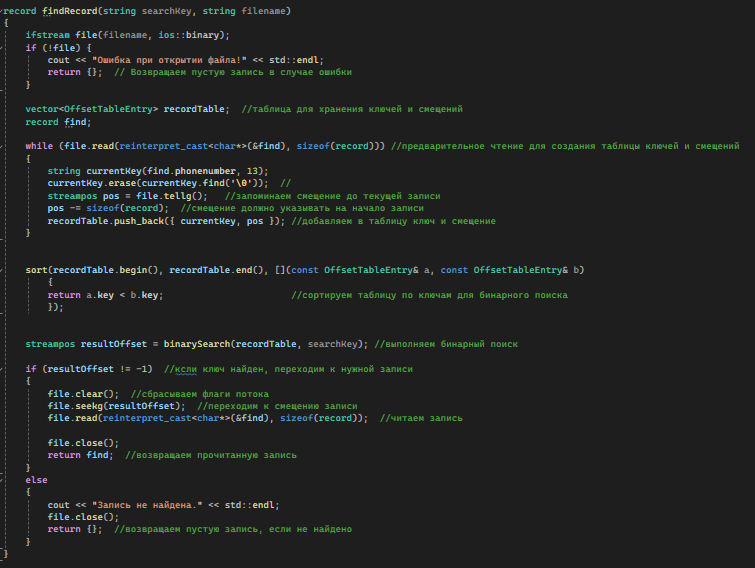 record findRecord(string searchKey, string filename)
{
ifstream file(filename, ios::binary);
if (!file) {
cout << "Ошибка при открытии файла!" << std::endl;
return {};  // Возвращаем пустую запись в случае ошибки
}
vector<OffsetTableEntry> recordTable;  //таблица для хранения ключей и смещений
record find;
while (file.read(reinterpret_cast<char*>(&find), sizeof(record))) //предварительное чтение для создания таблицы ключей и смещений
{
string currentKey(find.phonenumber, 13);
currentKey.erase(currentKey.find('\0'));  //
streampos pos = file.tellg();   //запоминаем смещение до текущей записи
pos -= sizeof(record);  //смещение должно указывать на начало записи
recordTable.push_back({ currentKey, pos }); //добавляем в таблицу ключ и смещение
}
sort(recordTable.begin(), recordTable.end(), [](const OffsetTableEntry& a, const OffsetTableEntry& b)
{
return a.key < b.key;                       //сортируем таблицу по ключам для бинарного поиска
});
streampos resultOffset = binarySearch(recordTable, searchKey); //выполняем бинарный поиск
if (resultOffset != -1)  //ксли ключ найден, переходим к нужной записи
{
file.clear();  //сбрасываем флаги потока
file.seekg(resultOffset);  //переходим к смещению записи
file.read(reinterpret_cast<char*>(&find), sizeof(record));  //читаем запись
file.close();
return find;  //возвращаем прочитанную запись
}
else
{
cout << "Запись не найдена." << std::endl;
file.close();
return {};  //возвращаем пустую запись, если не найдено
}
}